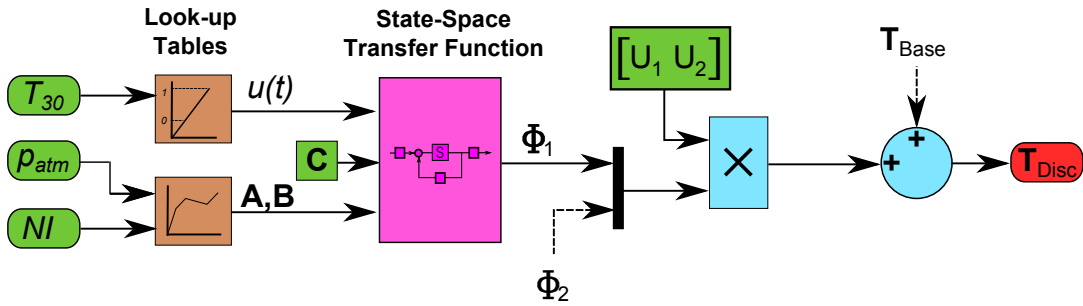 Look-up
Tables
State-Space
Transfer Function
T30
patm
NI
1
0
u(t)
A,B
C
S
Φ1
Φ2
[U1 U2]
×
TBase
+
+
TDisc